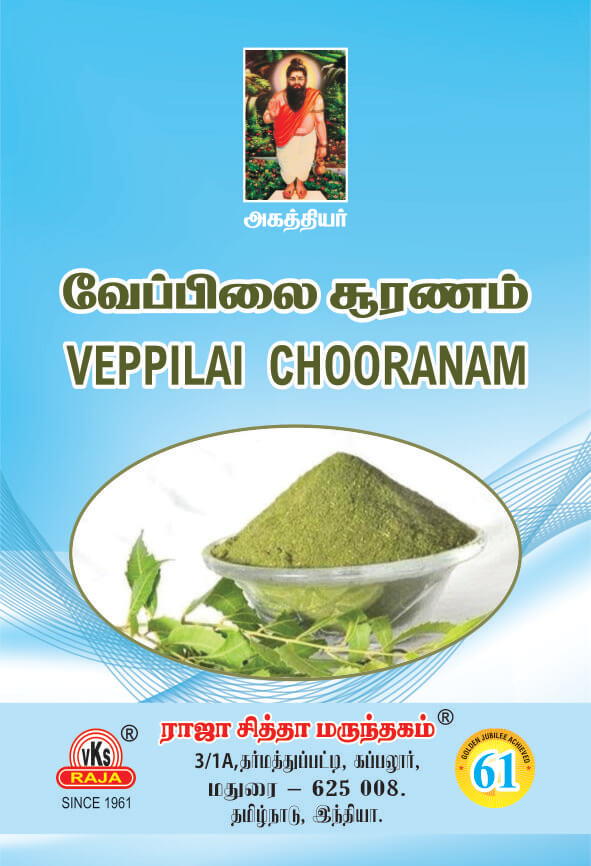 அகத்தியர்
வேப்பிலை சூரணம்
VEPPILAI CHOORANAM
ராஜா சித்தா மருந்தகம்®
3/1A,தர்மத்துப்பட்டி, கப்பலூர்,
மதுரை – 625 008.
தமிழ்நாடு, இந்தியா.
VKS ®
RAJA
SINCE 1961
GOLDEN JUBILEE ACHIEVED
61